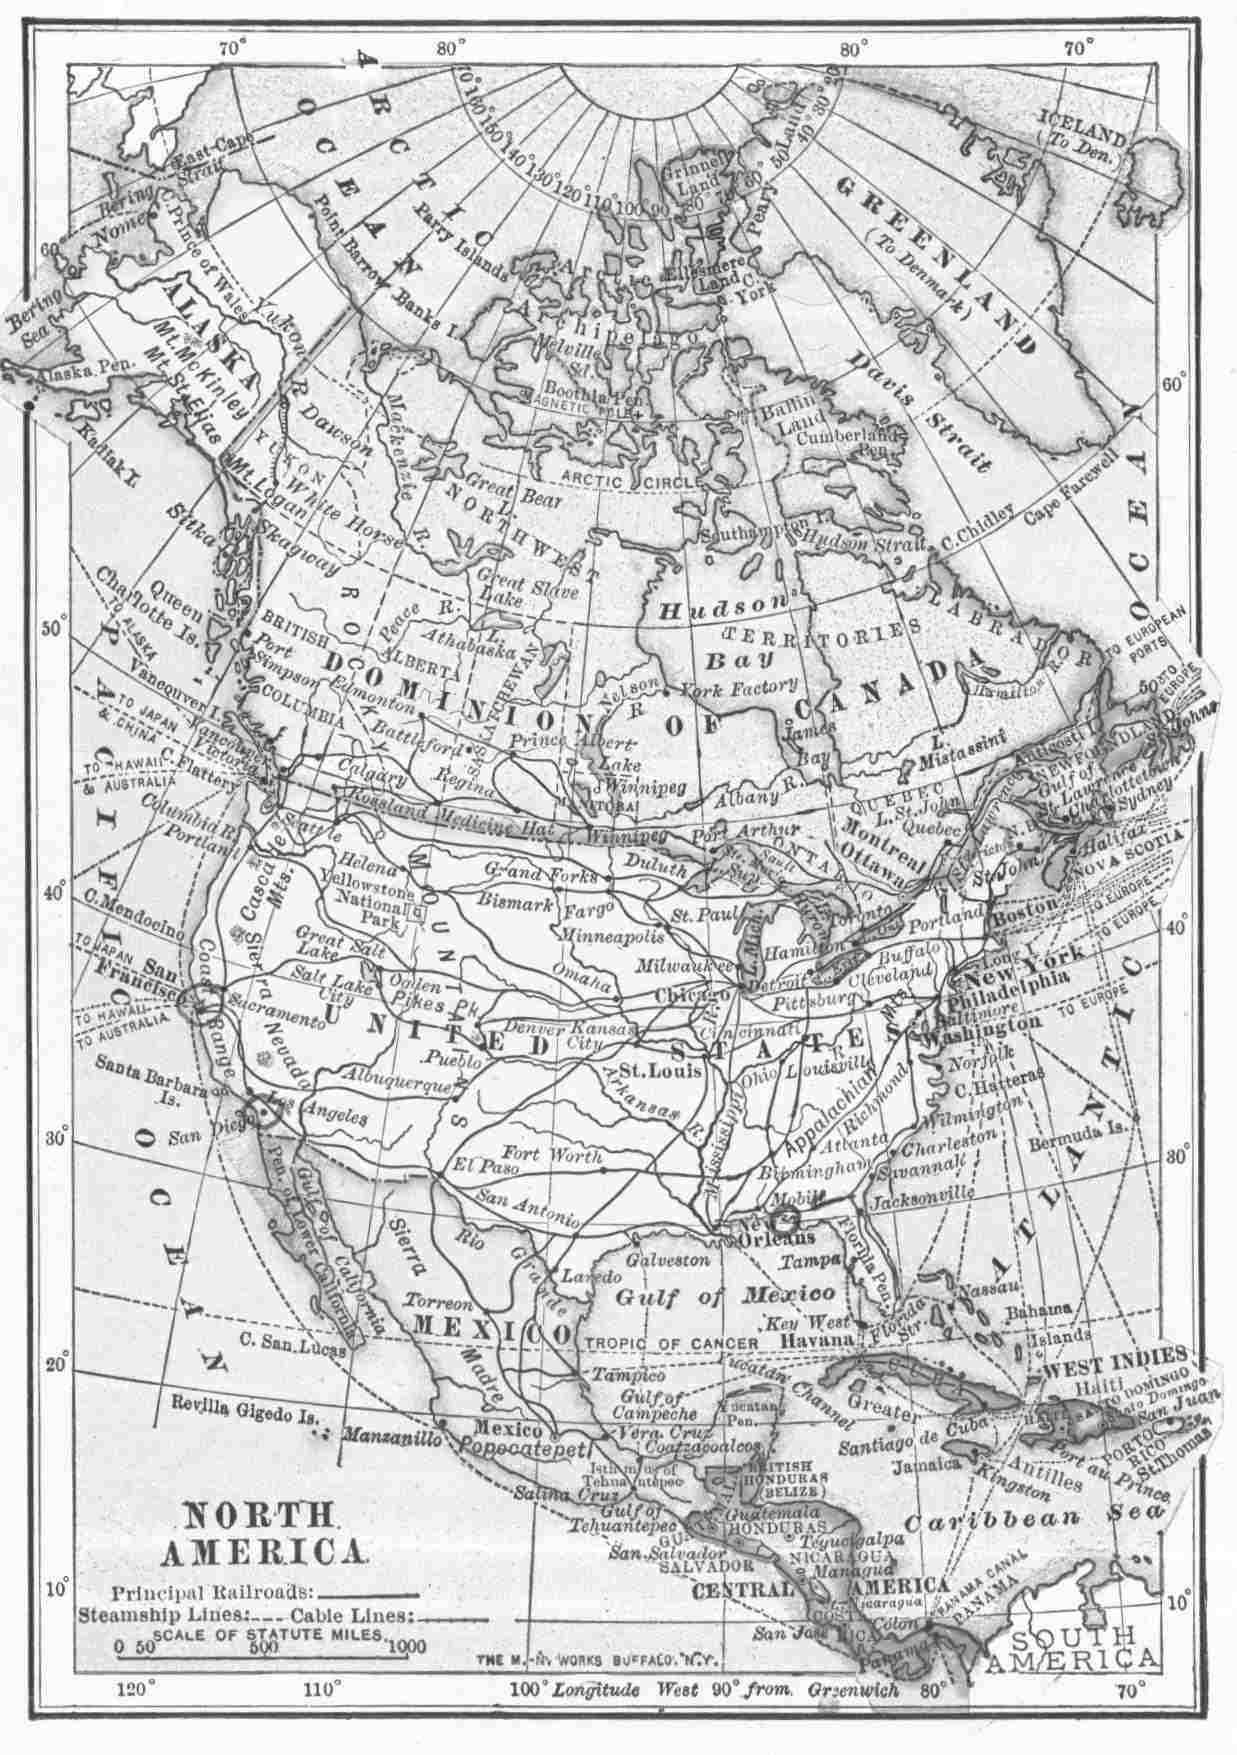 70°
80°
80°
70°
ARCTIC
OCEAN
70° 160° 150° 140° 130° 120° 110° 100° 90 80 70 60° 50 40° 30° 20°
ICELAND
(To Den.)
East Cape
Strait
Bering
Nome
C. Prince of Wales
60
Bering
Sea
ALASKA
Mt. McKinley
Mt. St. Elias
Yukon R.
Alaska Pen.
Kadiak I.
Point Barrow
Banks I.
Parry Islands
Grinnell
Land
Peary Land
Ellesmere
Land
C. York
Arctic
Archipelago
Melville
Sd.
Boothia Pen.
MAGNETIC POLE+
GREENLAND
(To Denmark)
60°
Davis Strait
Baffin
Land
Cumberland
Pen.
Dawson
YUKON
Mt. Logan
White Horse
Skagway
Sitka
Mackenzie R.
Great Bear
L.
ARCTIC CIRCLE
NORTHWEST
TERRITORIES
Great Slave
Lake
Southampton I.
Hudson Strait
C. Chidley
Cape Farewell
Hudson
Bay
LABRADOR
Hamilton R.
50°
Queen
Charlotte Is.
TO ALASKA
Vancouver I.
BRITISH
COLUMBIA
Port
Simpson
Peace R.
L.
Athabaska
ALBERTA
SASKATCHEWAN
Edmonton
Battleford
Prince Albert
DOMINION OF CANADA
Nelson R
York Factory
James
Bay
L.
Mistassini
TO EUROPEAN
PORTS
50°
TO EUROPE
Anticosti I.
NEWFOUNDLAND
St Johns
Gulf of
St. Lawrence
Charlottetown
Sydney
Halifax
NOVA SCOTIA
N. B.
St. John
TO JAPAN
& CHINA
TO HAWAII
& AUSTRALIA
C. Flattery
Vancouver
Victoria
Columbia R.
Portland
Seattle
Calgary
Regina
Rossland
Medicine Hat
Lake
Winnipeg
MANITOBA
Winnipeg
Albany R.
Port Arthur
QUEBEC
L. St. John
Quebec
Montreal
Ottawa
ONTARIO
Sault
ROCKY MOUNTAINS
Helena
Yellowstone
National
Park
Grand Forks
Bismarck
Fargo
Duluth
L. Sup.
St. Paul
Minneapolis
L. Mich.
L. Huron
Toronto
Hamilton
Portland
Boston
TO EUROPE
TO EUROPE
40°
40°
C. Mendocino
Cascade
Mts.
Great Salt
Lake
Salt Lake
City
Ogden
Pikes Pk.
Omaha
Milwaukee
Chicago
Detroit
Buffalo
Cleveland
Pittsburg
Long I.
New York
Philadelphia
Baltimore
Washington
TO EUROPE
TO JAPAN
San
Francisco
Sacramento
TO HAWAII
TO AUSTRALIA
Coast Range
Sierra Nevada
UNITED STATES
Denver
Kansas
City
Pueblo
St. Louis
Cincinnati
Ohio
Louisville
Appalachian Mts.
Richmond
Norfolk
C. Hatteras
Wilmington
Bermuda Is.
Santa Barbara
Is.
Los Angeles
Albuquerque
Arkansas R.
Mississippi R.
Atlanta
Charleston
Birmingham
Savannah
30°
30°
San Diego
El Paso
Fort Worth
San Antonio
Mobile
New
Orleans
Jacksonville
Florida Pen.
Tampa
Galveston
Laredo
Rio Grande
Pen. of Lower California
Gulf of California
Sierra Madre
Torreon
MEXICO
Gulf of Mexico
Key West
Havana
Florida
Str.
Nassau
Bahama
Islands
PACIFIC OCEAN
ATLANTIC OCEAN
TROPIC OF CANCER
C. San Lucas
20°
Tampico
Yucatan Channel
CUBA
WEST INDIES
Haiti
STO DOMINGO
Santo Domingo
San Juan
HAITI
Gulf of
Campeche
Yucatan
Pen.
Greater
Antilles
Santiago de Cuba
Jamaica
Kingston
Port au Prince
PORTO
RICO
St. Thomas
Revilla Gigedo Is.
Manzanillo
Mexico
Popocatepetl
Vera Cruz
Coatzacoalcos
Isthmus of
Tehuantepec
Salina Cruz
Gulf of
Tehuantepec
BRITISH
HONDURAS
(BELIZE)
Guatemala
HONDURAS
Tegucigalpa
San Salvador
SALVADOR
NICARAGUA
Managua
L. Nicaragua
Caribbean Sea
CENTRAL AMERICA
COSTA
RICA
San José
Colon
Panama
PANAMA CANAL
PANAMA
SOUTH
AMERICA
NORTH
AMERICA
Principal Railroads:
Steamship Lines: Cable Lines:
SCALE OF STATUTE MILES.
0 50 500 1000
THE M.-N. WORKS BUFFALO, N.Y.
10°
10°
120°
110°
100° Longitude West 90° from Greenwich 80°
70°